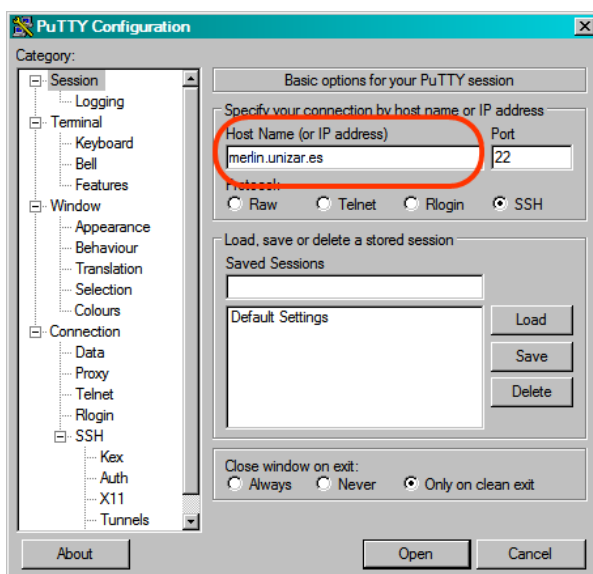 PuTTY Configuration
Category:
Session
Logging
Terminal
Keyboard
Bell
Features
Window
Appearance
Behaviour
Translation
Selection
Colours
Connection
Data
Proxy
Telnet
Rlogin
SSH
Kex
Auth
X11
Tunnels
Basic options for your PuTTY session
Specify your connection by host name or IP address
Host Name (or IP address) Port
merlin.unizar.es 22
Protocol:
Raw Telnet Rlogin SSH
Load, save or delete a stored session
Saved Sessions
Default Settings
Load
Save
Delete
Close window on exit:
Always Never Only on clean exit
About Open Cancel